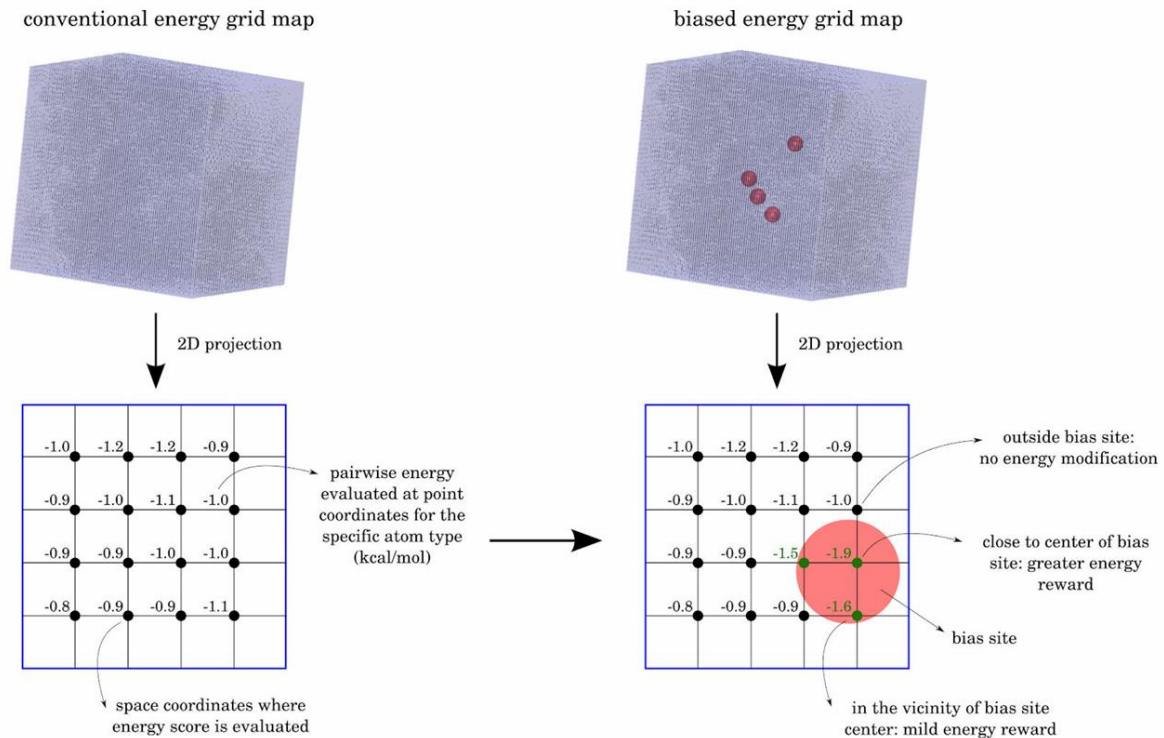 conventional energy grid map
biased energy grid map
2D projection
2D projection
-1.0 -1.2 -1.2 -0.9
-0.9 -1.0 -1.1 -1.0
-0.9 -0.9 -1.0 -1.0
-0.8 -0.9 -0.9 -1.1
pairwise energy
evaluated at point
coordinates for the
specific atom type
(kcal/mol)
space coordinates where
energy score is evaluated
-1.0 -1.2 -1.2 -0.9
-0.9 -1.0 -1.1 -1.0
-0.9 -0.9 -1.5 -1.9
-0.8 -0.9 -0.9 -1.6
outside bias site:
no energy modification
close to center of bias
site: greater energy
reward
bias site
in the vicinity of bias site
center: mild energy reward